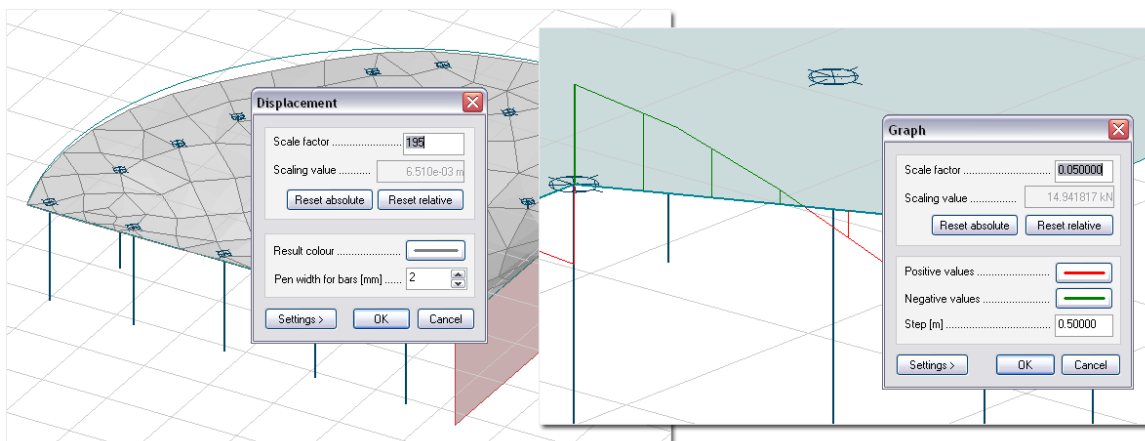 Displacement
Scale factor .................... 195
Scaling value .......... 6.510e-03 m
Reset absolute Reset relative
Result colour .....................
Pen width for bars [mm] ...... 2
Settings > OK Cancel
Graph
Scale factor ........................... 0.050000
Scaling value ............... 14.941817 kN
Reset absolute Reset relative
Positive values .......................
Negative values .....................
Step [m] ................................ 0.50000
Settings > OK Cancel